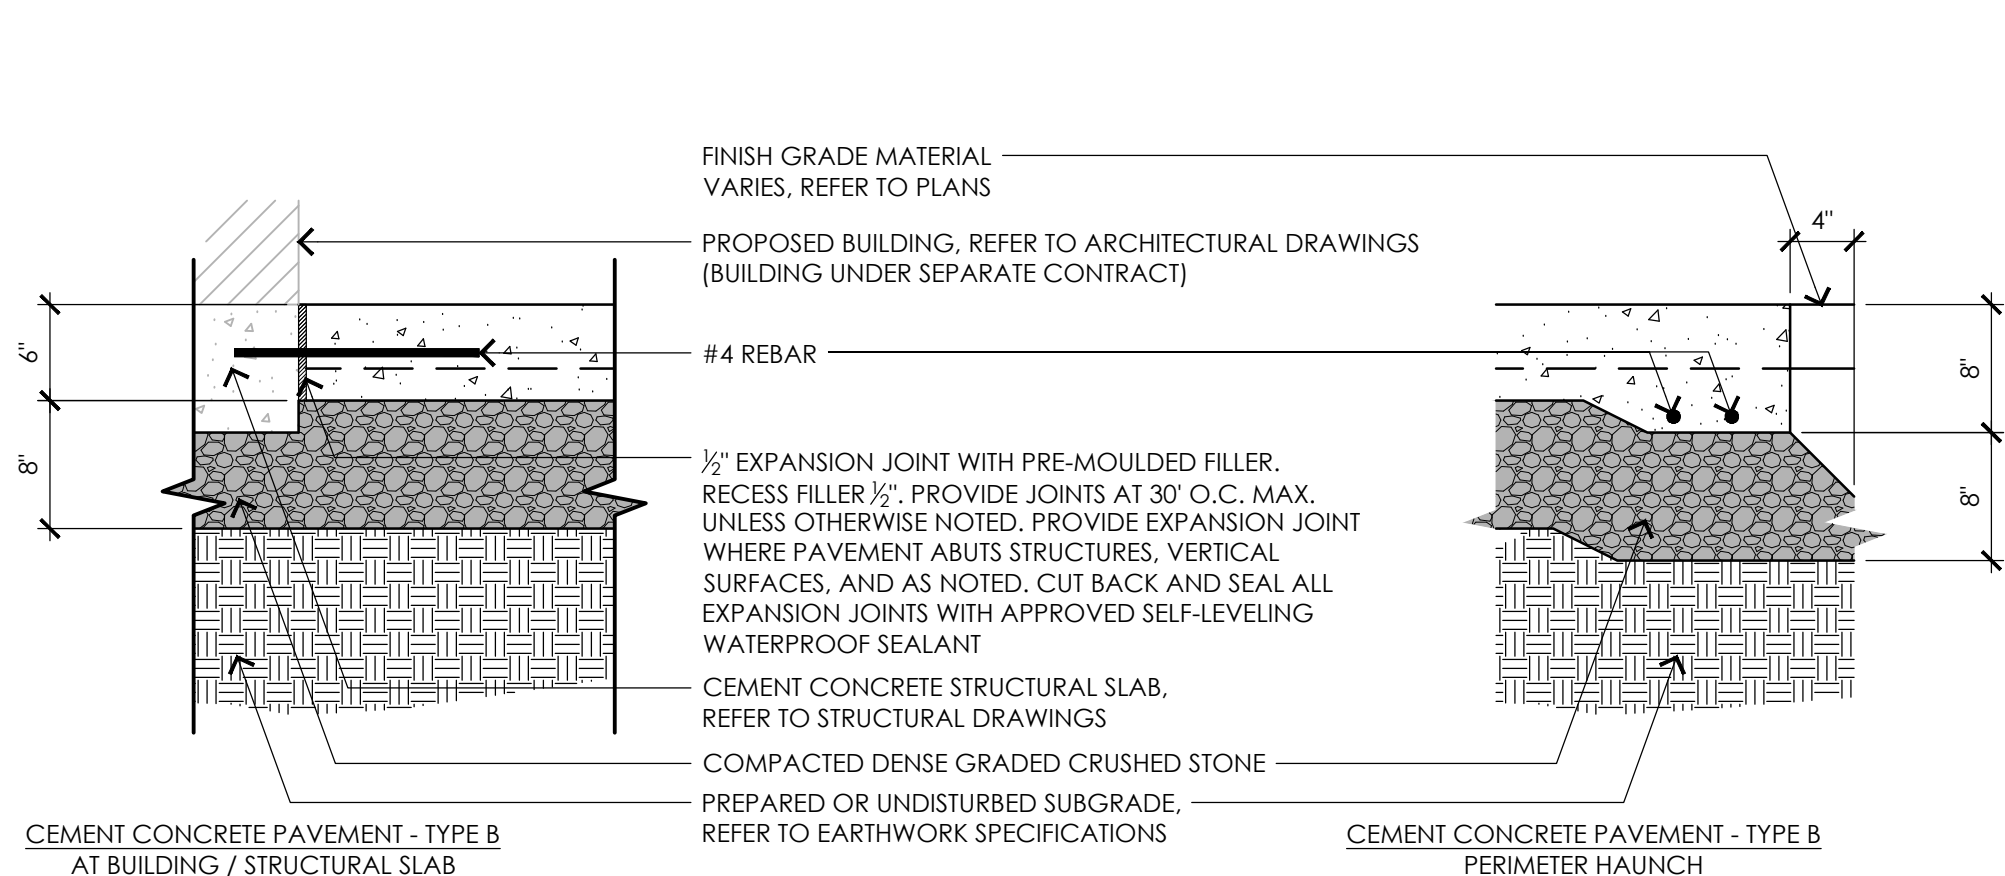 FINISH GRADE MATERIAL
VARIES, REFER TO PLANS
4"
PROPOSED BUILDING, REFER TO ARCHITECTURAL DRAWINGS
(BUILDING UNDER SEPARATE CONTRACT)
6"
#4 REBAR
8"
8"
½" EXPANSION JOINT WITH PRE-MOULDED FILLER.
RECESS FILLER ½". PROVIDE JOINTS AT 30' O.C. MAX.
UNLESS OTHERWISE NOTED. PROVIDE EXPANSION JOINT
WHERE PAVEMENT ABUTS STRUCTURES, VERTICAL
SURFACES, AND AS NOTED. CUT BACK AND SEAL ALL
EXPANSION JOINTS WITH APPROVED SELF-LEVELING
WATERPROOF SEALANT
8"
CEMENT CONCRETE STRUCTURAL SLAB,
REFER TO STRUCTURAL DRAWINGS
COMPACTED DENSE GRADED CRUSHED STONE
PREPARED OR UNDISTURBED SUBGRADE,
REFER TO EARTHWORK SPECIFICATIONS
CEMENT CONCRETE PAVEMENT - TYPE B
AT BUILDING / STRUCTURAL SLAB
CEMENT CONCRETE PAVEMENT - TYPE B
PERIMETER HAUNCH